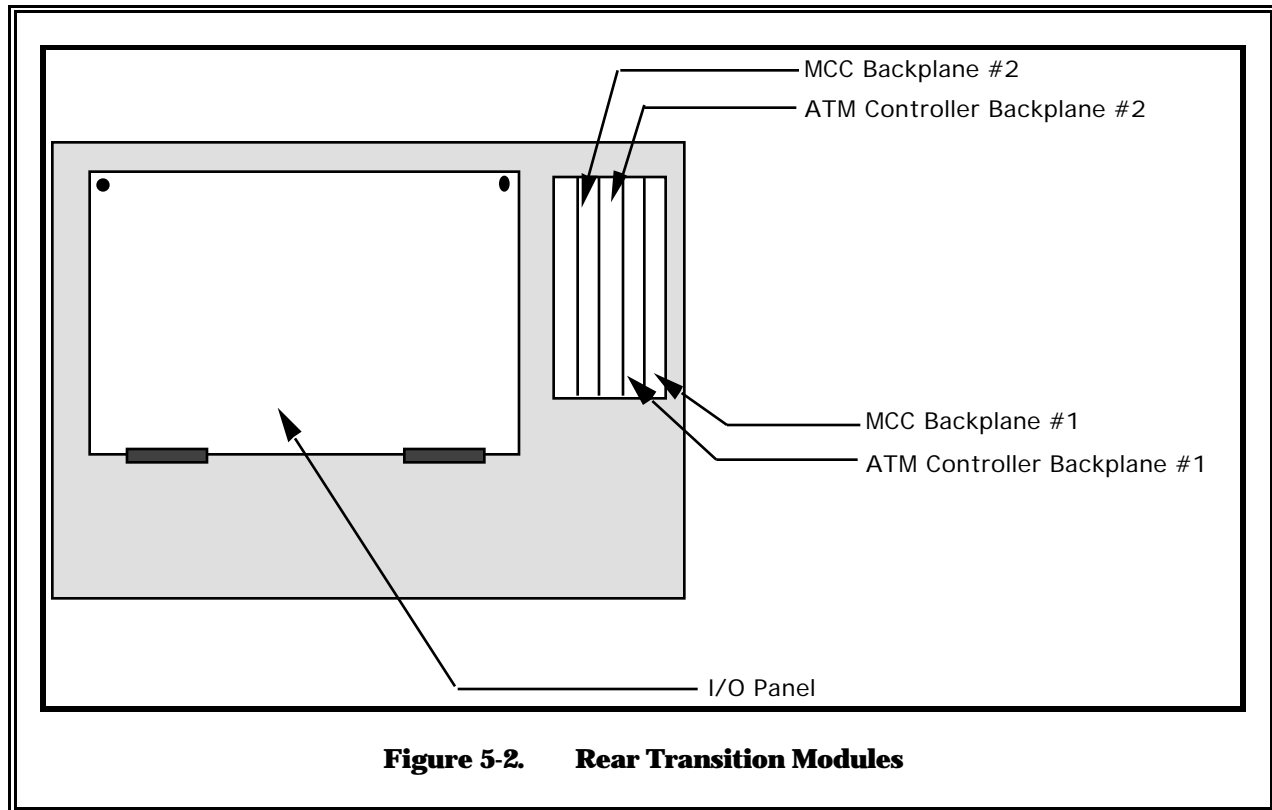 MCC Backplane #2
ATM Controller Backplane #2
MCC Backplane #1
ATM Controller Backplane #1
I/O Panel
Figure 5-2. Rear Transition Modules